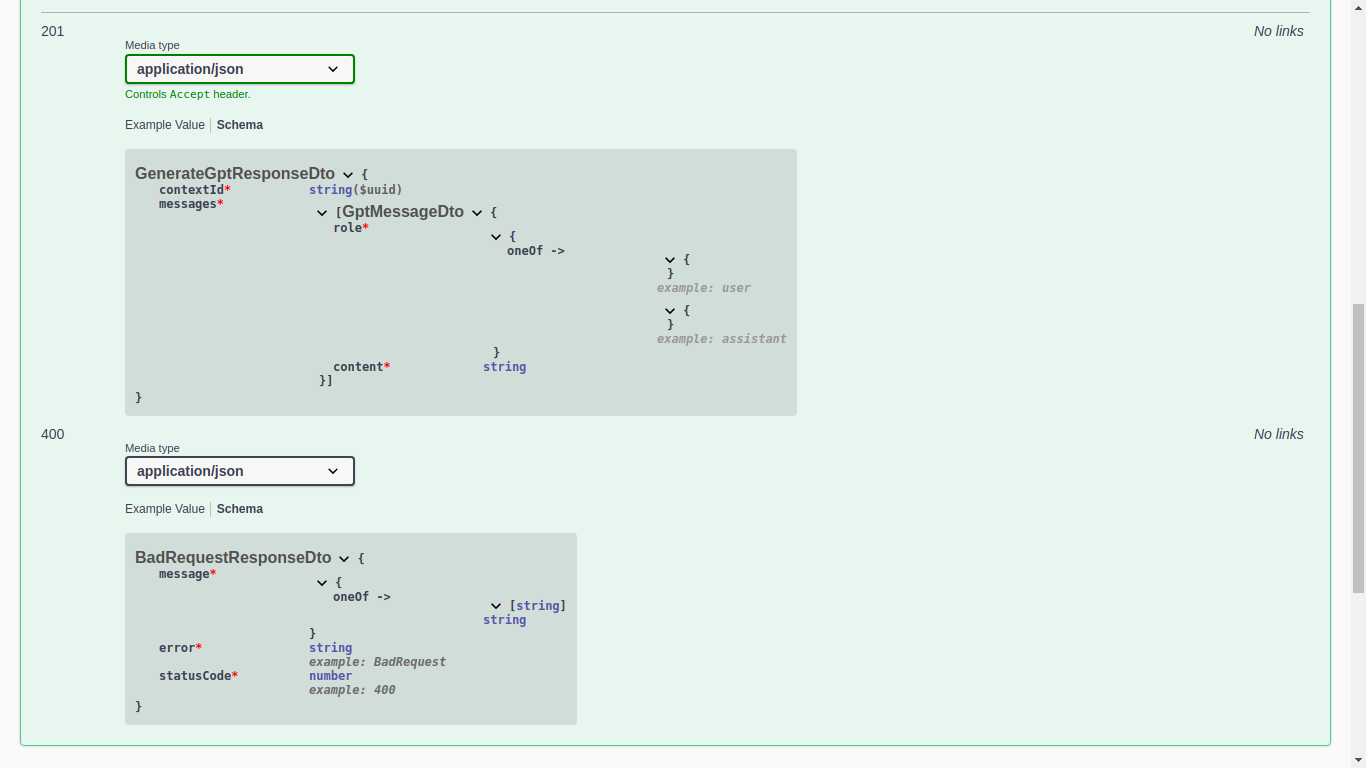 201 No links
Media type
application/json
Controls Accept header.
Example Value Schema
GenerateGptResponseDto {
contextId* string($uuid)
messages*
[GptMessageDto {
role*
{
oneOf ->
{
}
example: user
{
}
example: assistant
}
content* string
}]
}
400 No links
Media type
application/json
Example Value Schema
BadRequestResponseDto {
message*
{
oneOf ->
[string]
string
}
error* string
example: BadRequest
statusCode* number
example: 400
}